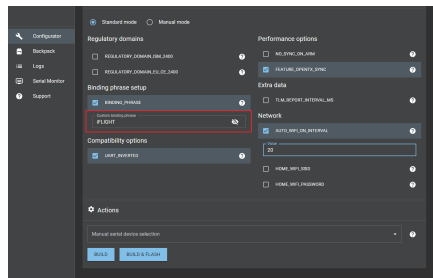 Standard mode
Manual mode
Configurator
Backpack
Logs
Serial Monitor
Support
Regulatory domains
REGULATORY_DOMAIN_ISM_2400
REGULATORY_DOMAIN_EU_CE_2400
Binding phrase setup
BINDING_PHRASE
Custom binding phrase
iFLIGHT
Compatibility options
UART_INVERTED
Performance options
NO_SYNC_ON_ARM
FEATURE_OPENTX_SYNC
Extra data
TLM_REPORT_INTERVAL_MS
Network
AUTO_WIFI_ON_INTERVAL
Value
20
HOME_WIFI_SSID
HOME_WIFI_PASSWORD
Actions
Manual serial device selection
BUILD
BUILD & FLASH